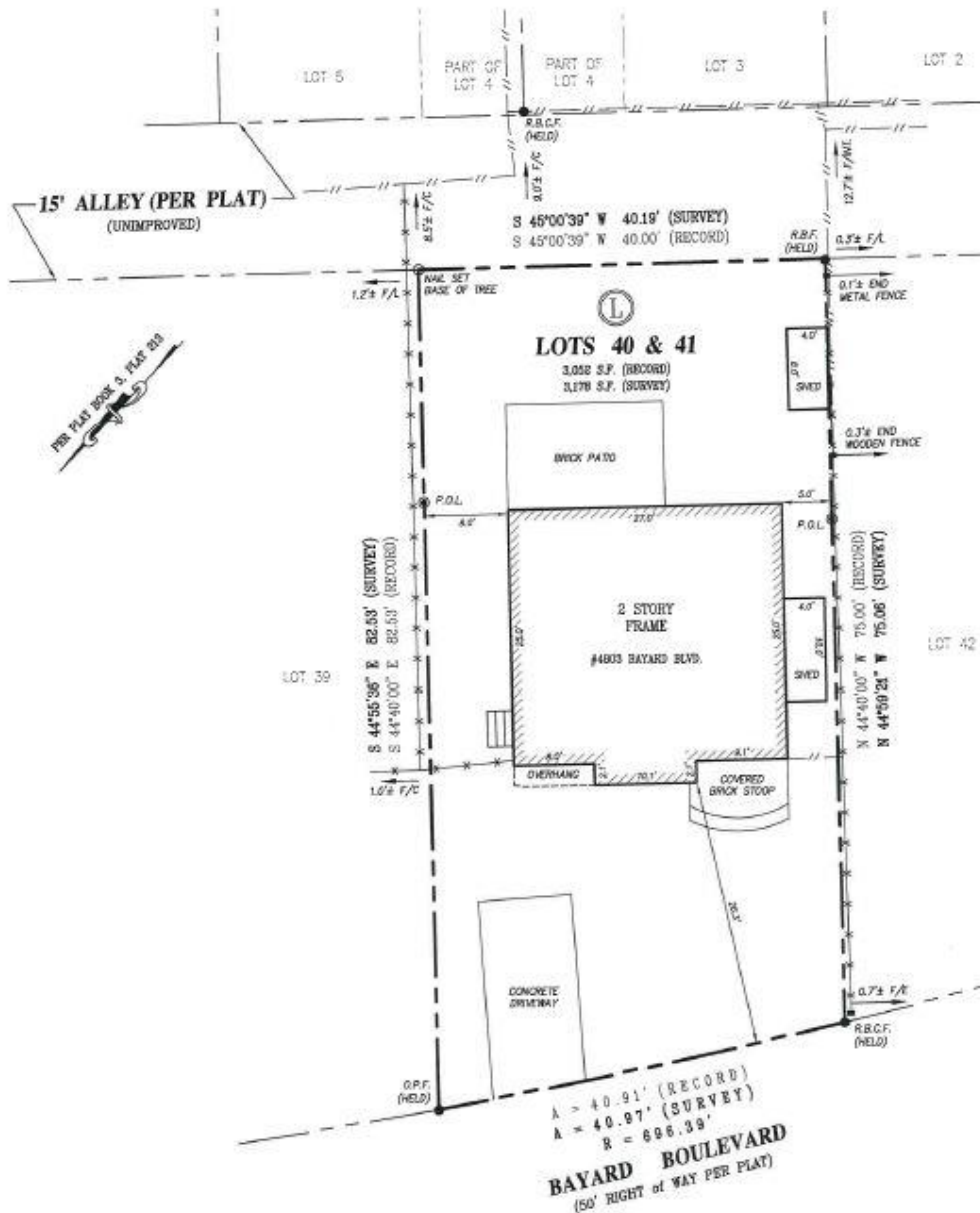 LOT 5
PART OF
LOT 4
PART OF
LOT 4
LOT 3
LOT 2
R.B.C.F.
(HELD)
15' ALLEY (PER PLAT)
(UNIMPROVED)
8.5'± F/C
9.0'± F/C
12.7'± F/INT.
S 45°00'39" W 40.19' (SURVEY)
S 45°00'39" W 40.00' (RECORD)
R.B.F.
(HELD)
0.3'± F/L
NAIL SET
BASE OF TREE
1.2'± F/L
0.1'± END
METAL FENCE
L
LOTS 40 & 41
3,052 S.F. (RECORD)
3,178 S.F. (SURVEY)
4.0'
SHED
PER PLAT BOOK 3, PLAT 213
0.3'± END
WOODEN FENCE
BRICK PATIO
P.O.L.
8.0'
27.0'
5.0'
P.O.L.
S 44°55'36" E 82.53' (SURVEY)
S 44°40'00" E 82.53' (RECORD)
25.0'
2 STORY
FRAME
#4803 BAYARD BLVD.
25.0'
4.0'
SHED
N 44°40'00" W 75.00' (RECORD)
N 44°59'21" W 75.06' (SURVEY)
LOT 39
LOT 42
1.0'± F/C
8.0'
OVERHANG
2.1'
10.1'
9.1'
COVERED
BRICK STOOP
20.3'
CONCRETE
DRIVEWAY
0.7'± F/E
R.B.C.F.
(HELD)
O.P.F.
(HELD)
A = 40.91' (RECORD)
A = 40.97' (SURVEY)
R = 696.39'
BAYARD BOULEVARD
(50' RIGHT of WAY PER PLAT)